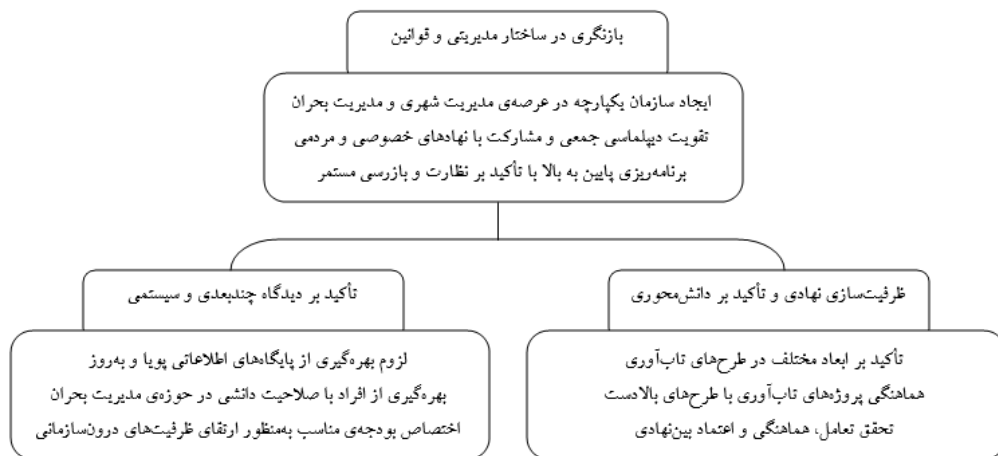 بازنگری در ساختار مدیریتی و قوانین
ایجاد سازمان یکپارچه در عرصه‌ی مدیریت شهری و مدیریت بحران
تقویت دیپلماسی جمعی و مشارکت با نهادهای خصوصی و مردمی
برنامه‌ریزی پایین به بالا با تأکید بر نظارت و بازرسی مستمر
ظرفیت‌سازی نهادی و تأکید بر دانش‌محوری
تأکید بر ابعاد مختلف در طرح‌های تاب‌آوری
هماهنگی پروژه‌های تاب‌آوری با طرح‌های بالادست
تحقق تعامل، هماهنگی و اعتماد بین‌نهادی
تأکید بر دیدگاه چندبعدی و سیستمی
لزوم بهره‌گیری از پایگاه‌های اطلاعاتی پویا و به‌روز
بهره‌گیری از افراد با صلاحیت دانشی در حوزه‌ی مدیریت بحران
اختصاص بودجه‌ی مناسب به‌منظور ارتقای ظرفیت‌های درون‌سازمانی